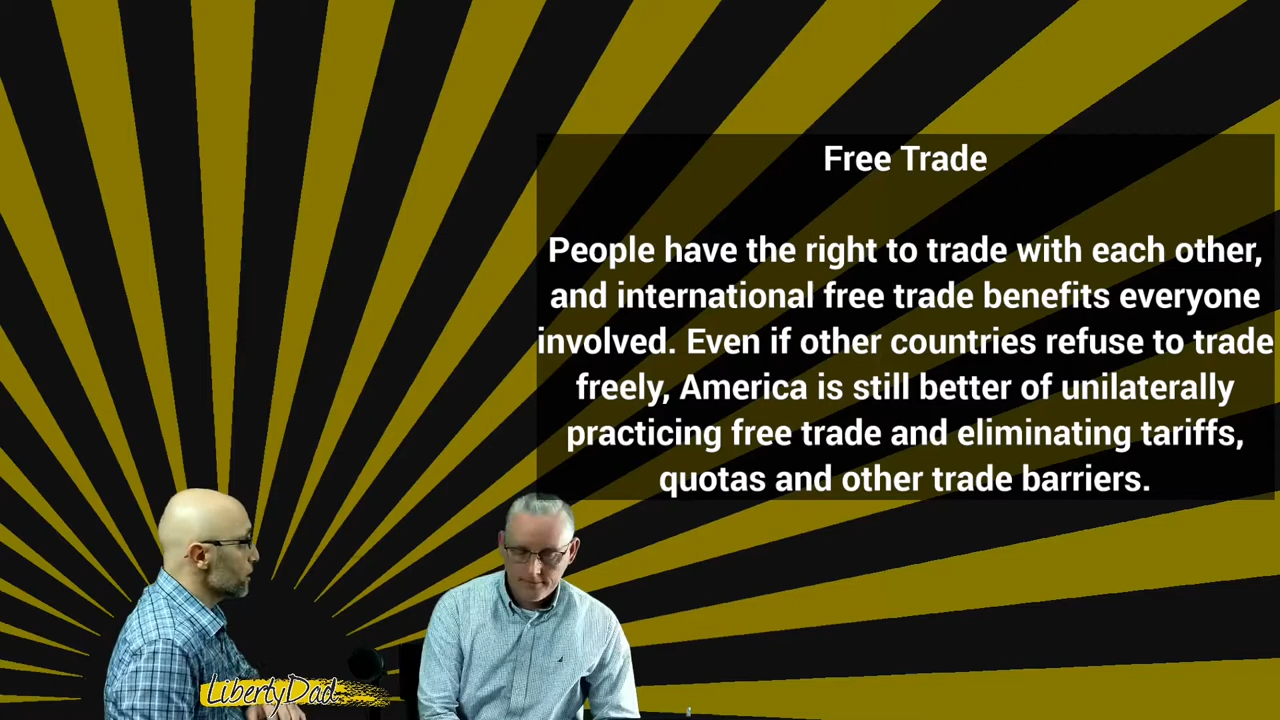 Free Trade
People have the right to trade with each other,
and international free trade benefits everyone
involved. Even if other countries refuse to trade
freely, America is still better of unilaterally
practicing free trade and eliminating tariffs,
quotas and other trade barriers.
LibertyDad